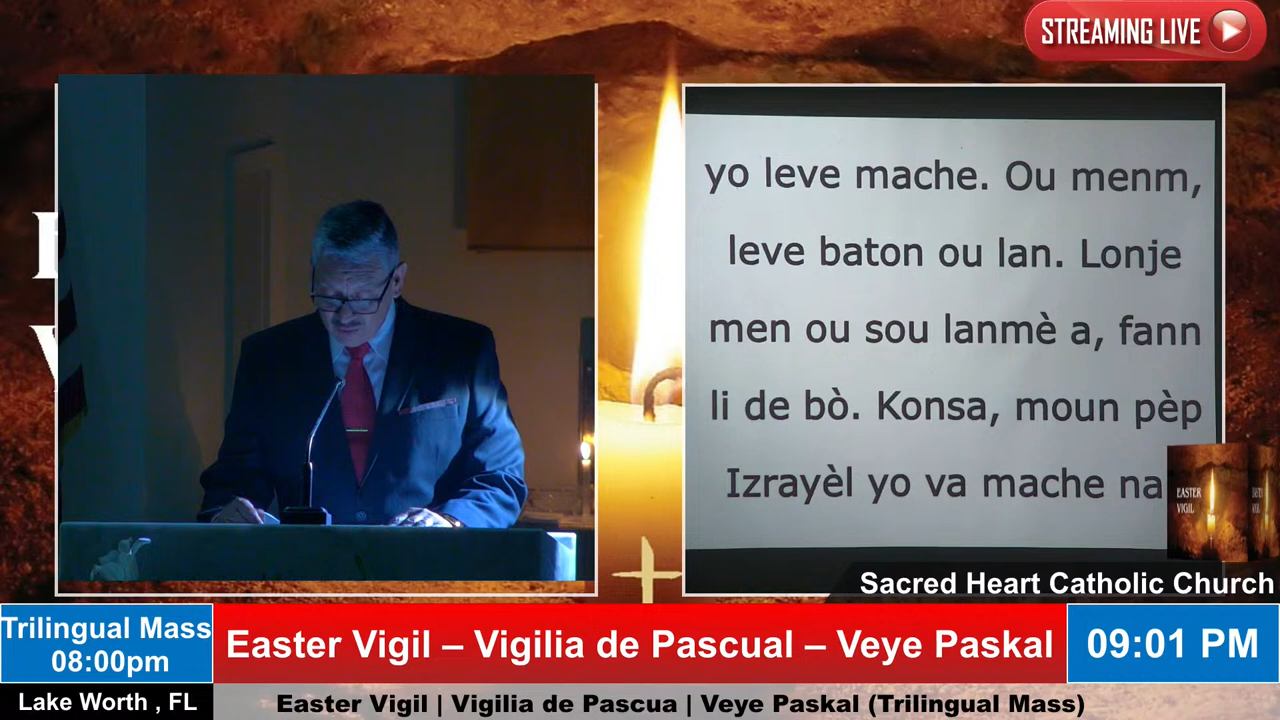 STREAMING LIVE
yo leve mache. Ou menm,
leve baton ou lan. Lonje
men ou sou lanmè a, fann
li de bò. Konsa, moun pèp
Izrayèl yo va mache na
EASTER
VIGIL
Sacred Heart Catholic Church
Trilingual Mass
08:00pm
Easter Vigil – Vigilia de Pascual – Veye Paskal
09:01 PM
Lake Worth , FL
Easter Vigil | Vigilia de Pascua | Veye Paskal (Trilingual Mass)